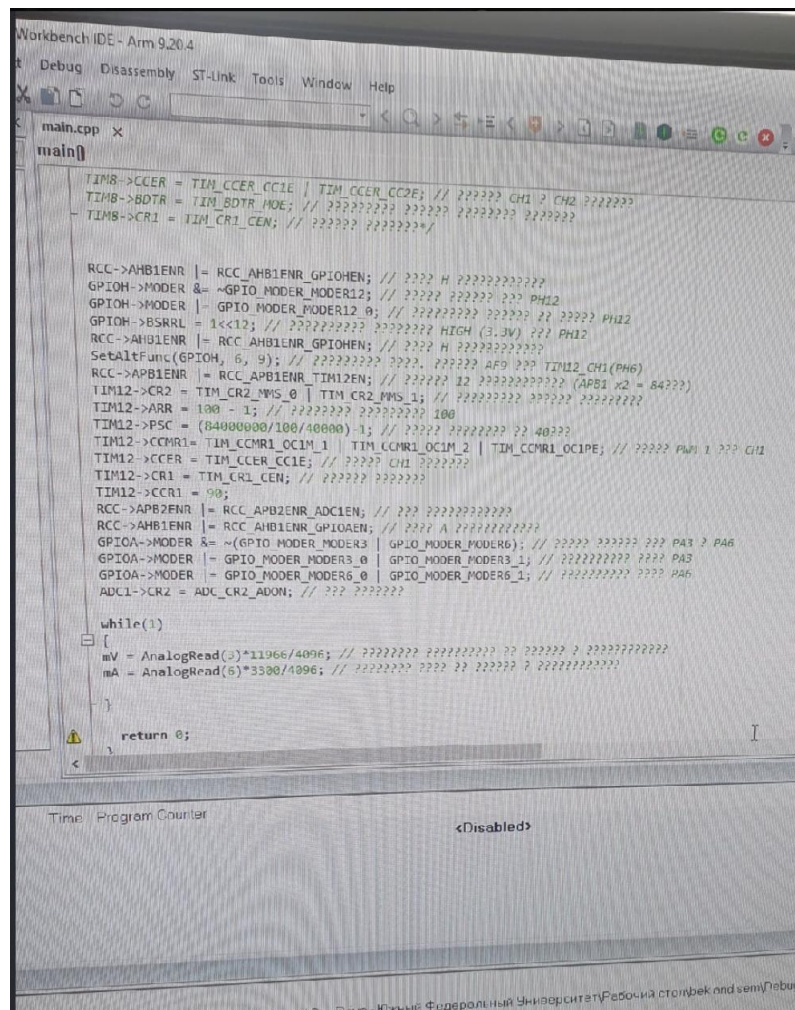 Workbench IDE - Arm 9.20.4
Debug Disassembly ST-Link Tools Window Help
main.cpp ×
main()
TIM8->CCER = TIM_CCER_CC1E | TIM_CCER_CC2E; // ?????? CH1 ? CH2 ???????
TIM8->BDTR = TIM_BDTR_MOE; // ????????? ?????? ???????? ???????
TIM8->CR1 = TIM_CR1_CEN; // ?????? ???????*/
RCC->AHB1ENR |= RCC_AHB1ENR_GPIOHEN; // ???? H ????????????
GPIOH->MODER &= ~GPIO_MODER_MODER12; // ????? ?????? ??? PH12
GPIOH->MODER |= GPIO_MODER_MODER12_0; // ????????? ?????? ?? ????? PH12
GPIOH->BSRRL = 1<<12; // ?????????? ???????? HIGH (3.3V) ??? PH12
RCC->AHB1ENR |= RCC_AHB1ENR_GPIOHEN; // ???? H ????????????
SetAltFunc(GPIOH, 6, 9); // ????????? ????. ?????? AF9 ??? TIM12_CH1(PH6)
RCC->APB1ENR |= RCC_APB1ENR_TIM12EN; // ?????? 12 ???????????? (APB1 x2 = 84???)
TIM12->CR2 = TIM_CR2_MMS_0 | TIM_CR2_MMS_1; // ????????? ?????? ?????????
TIM12->ARR = 100 - 1; // ???????? ????????? 100
TIM12->PSC = (84000000/100/40000)-1; // ????? ???????? ?? 40???
TIM12->CCMR1= TIM_CCMR1_OC1M_1 | TIM_CCMR1_OC1M_2 | TIM_CCMR1_OC1PE; // ????? PWM 1 ??? CH1
TIM12->CCER = TIM_CCER_CC1E; // ????? CH1 ???????
TIM12->CR1 = TIM_CR1_CEN; // ?????? ???????
TIM12->CCR1 = 90;
RCC->APB2ENR |= RCC_APB2ENR_ADC1EN; // ??? ????????????
RCC->AHB1ENR |= RCC_AHB1ENR_GPIOAEN; // ???? A ????????????
GPIOA->MODER &= ~(GPIO_MODER_MODER3 | GPIO_MODER_MODER6); // ????? ?????? ??? PA3 ? PA6
GPIOA->MODER |= GPIO_MODER_MODER3_0 | GPIO_MODER_MODER3_1; // ?????????? ???? PA3
GPIOA->MODER |= GPIO_MODER_MODER6_0 | GPIO_MODER_MODER6_1; // ?????????? ???? PA6
ADC1->CR2 = ADC_CR2_ADON; // ??? ???????
while(1)
{
mV = AnalogRead(3)*11966/4096; // ???????? ?????????? ?? ?????? ? ????????????
mA = AnalogRead(6)*3300/4096; // ???????? ???? ?? ?????? ? ????????????
}
return 0;
}
Time Program Counter
<Disabled>
Южный Федеральный Университет\Рабочий стол\bek ond sem\Debu